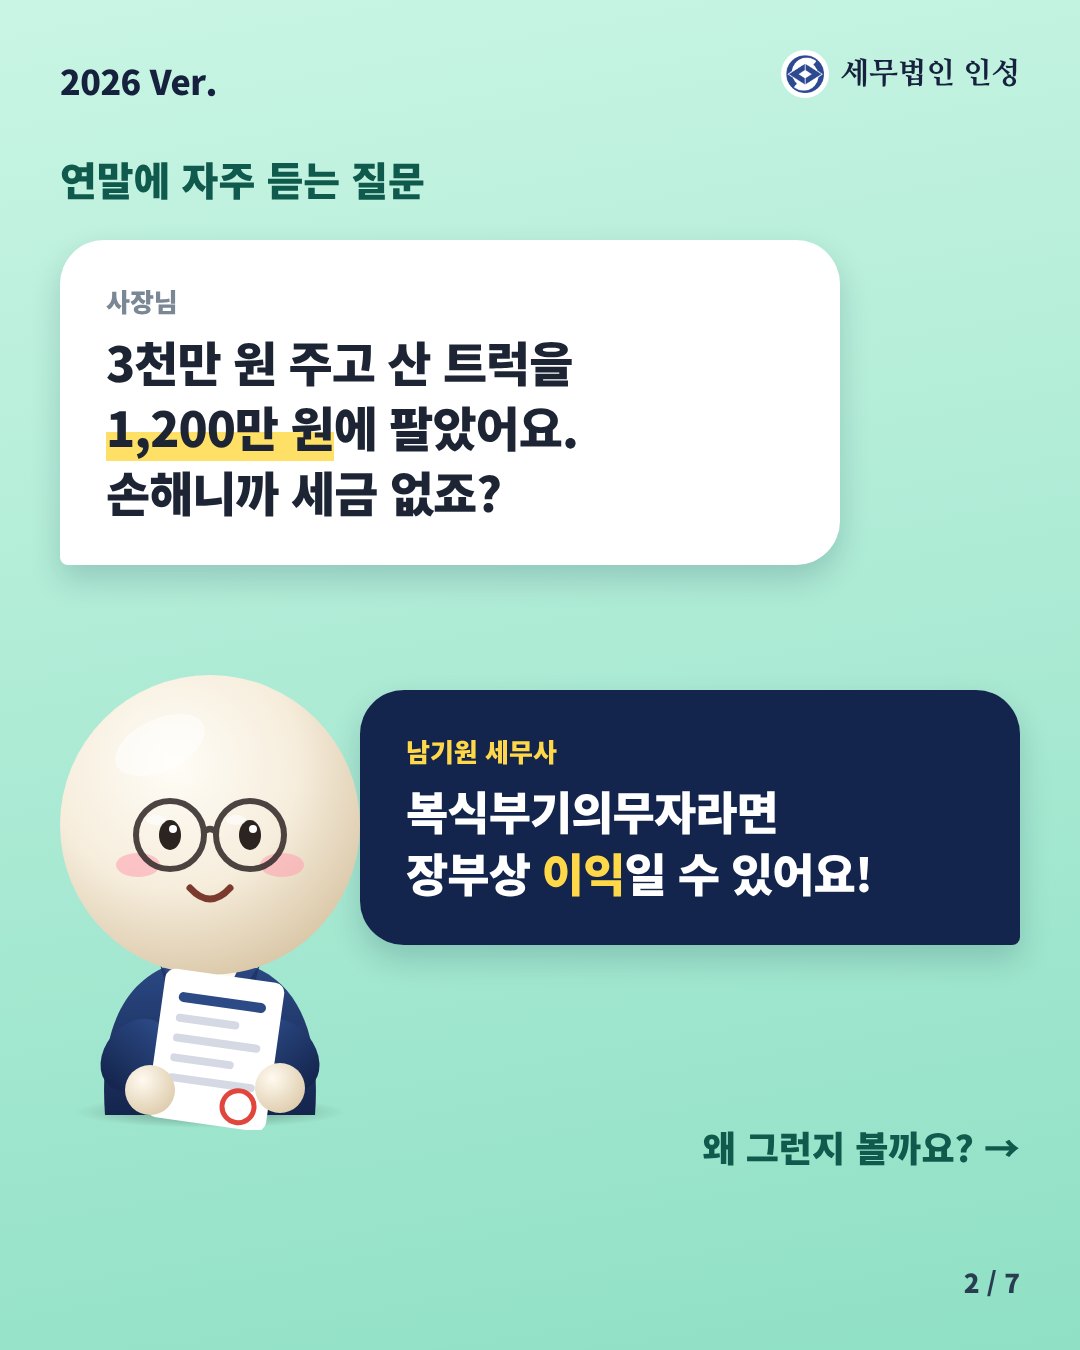 2026 Ver.
세무법인 인성
연말에 자주 듣는 질문
사장님
3천만 원 주고 산 트럭을
1,200만 원에 팔았어요.
손해니까 세금 없죠?
남기원 세무사
복식부기의무자라면
장부상 이익일 수 있어요!
왜 그런지 볼까요? →
2 / 7